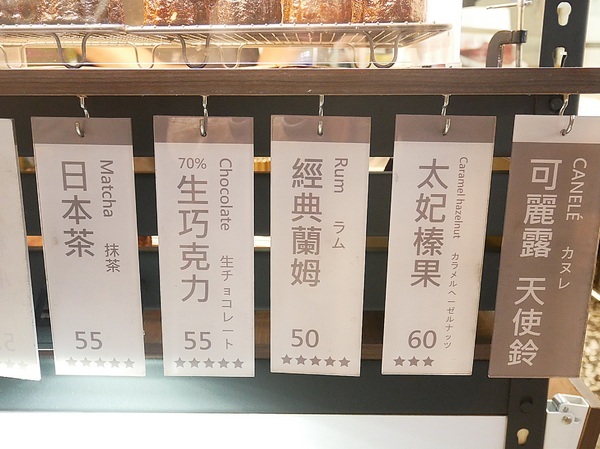 CANELÉ カヌレ
可麗露 天使鈴
Caramel hazelnut カラメルヘーゼルナッツ
太妃榛果
60
Rum ラム
經典蘭姆
50
Chocolate 生チョコレート
70%
生巧克力
55
Matcha 抹茶
日本茶
55